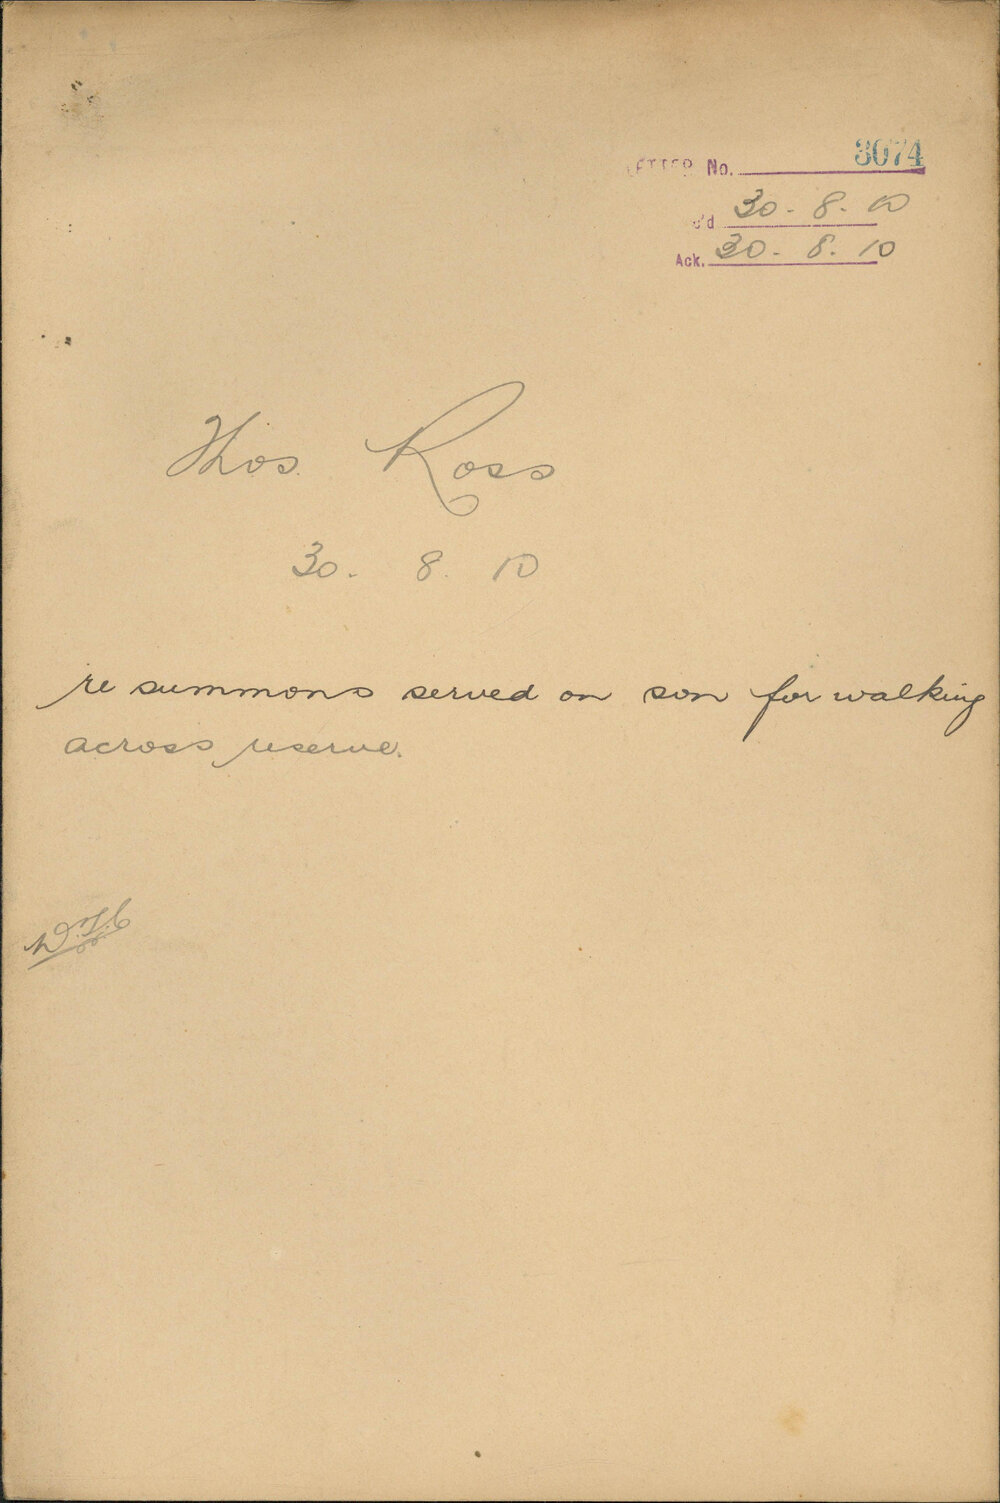 LETTER No. 3074
c'd 30-8-10
Ack. 30-8.10
Thos. Ross
30. 8. 10
re summons served on son for walking
across reserve.